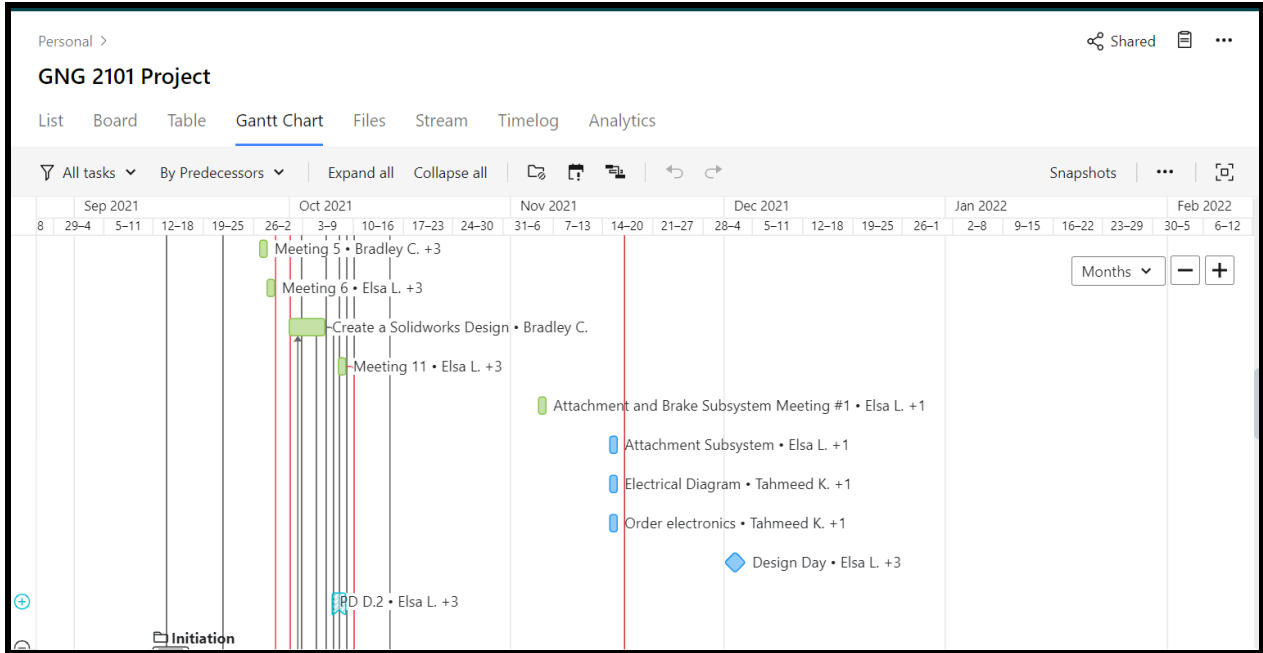 Personal >
Shared
GNG 2101 Project
List Board Table Gantt Chart Files Stream Timelog Analytics
All tasks By Predecessors Expand all Collapse all Snapshots
Sep 2021 Oct 2021 Nov 2021 Dec 2021 Jan 2022 Feb 2022
8 29–4 5–11 12–18 19–25 26–2 3–9 10–16 17–23 24–30 31–6 7–13 14–20 21–27 28–4 5–11 12–18 19–25 26–1 2–8 9–15 16–22 23–29 30–5 6–12
Meeting 5 • Bradley C. +3
Months
Meeting 6 • Elsa L. +3
Create a Solidworks Design • Bradley C.
Meeting 11 • Elsa L. +3
Attachment and Brake Subsystem Meeting #1 • Elsa L. +1
Attachment Subsystem • Elsa L. +1
Electrical Diagram • Tahmeed K. +1
Order electronics • Tahmeed K. +1
Design Day • Elsa L. +3
PD D.2 • Elsa L. +3
Initiation